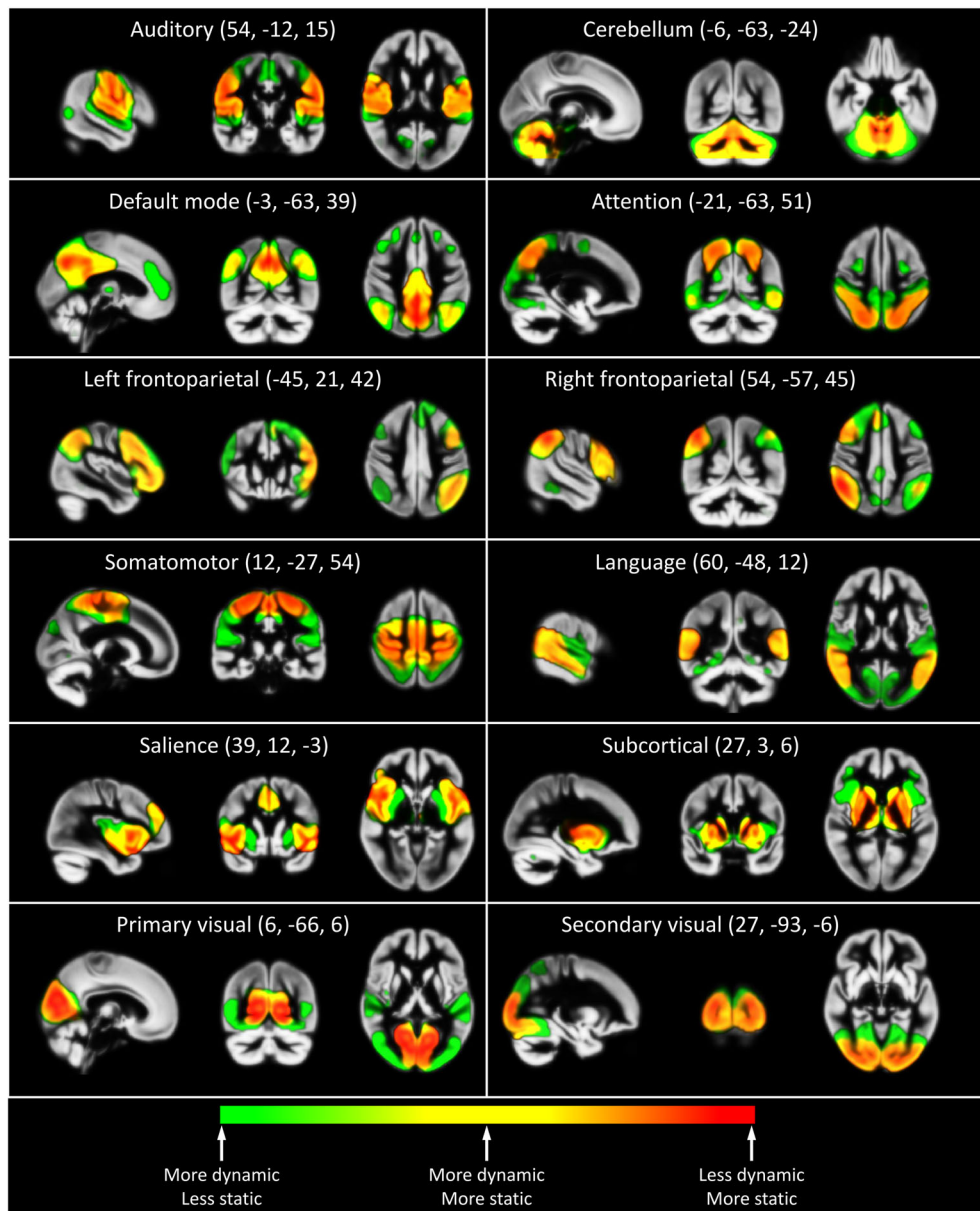 Auditory (54, -12, 15)
Cerebellum (-6, -63, -24)
Default mode (-3, -63, 39)
Attention (-21, -63, 51)
Left frontoparietal (-45, 21, 42)
Right frontoparietal (54, -57, 45)
Somatomotor (12, -27, 54)
Language (60, -48, 12)
Salience (39, 12, -3)
Subcortical (27, 3, 6)
Primary visual (6, -66, 6)
Secondary visual (27, -93, -6)
More dynamic
Less static
More dynamic
More static
Less dynamic
More static